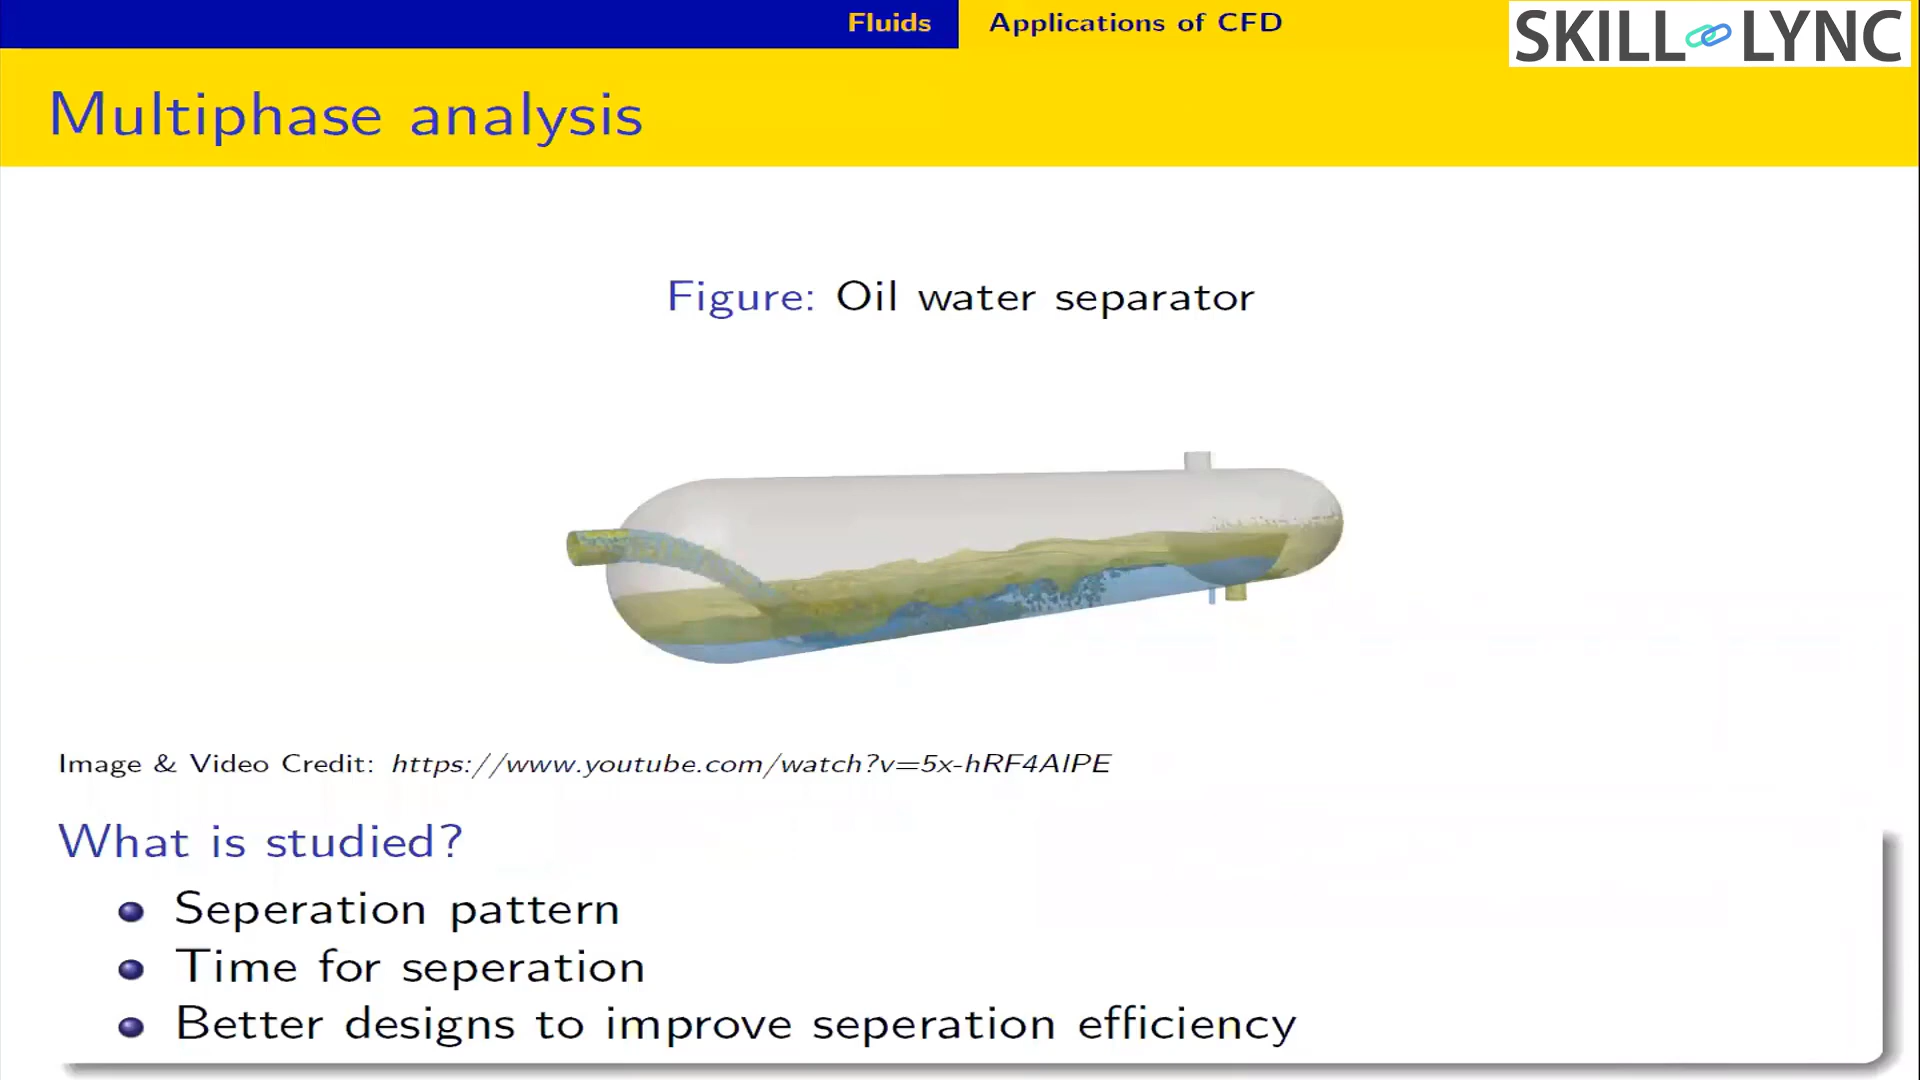 Fluids Applications of CFD
SKILL LYNC
Multiphase analysis
Figure: Oil water separator
Image & Video Credit: https://www.youtube.com/watch?v=5x-hRF4AIPE
What is studied?
Seperation pattern
Time for seperation
Better designs to improve seperation efficiency